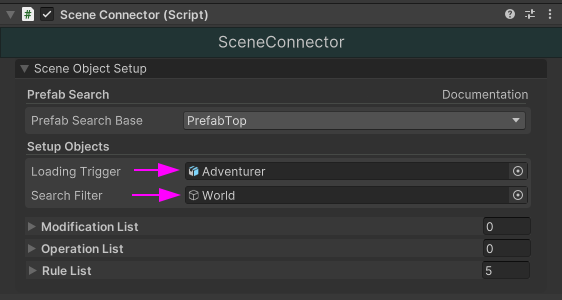 Scene Connector (Script)
SceneConnector
Scene Object Setup
Prefab Search Documentation
Prefab Search Base PrefabTop
Setup Objects
Loading Trigger Adventurer
Search Filter World
Modification List 0
Operation List 0
Rule List 5